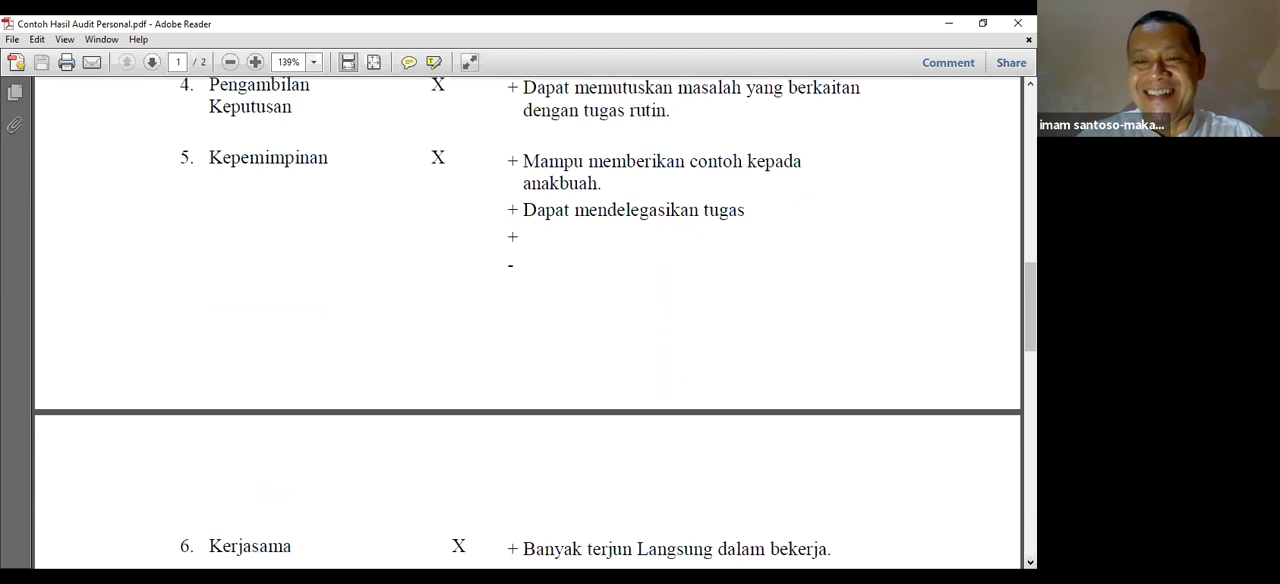 Contoh Hasil Audit Personal.pdf - Adobe Reader
File Edit View Window Help
1 / 2 139% Comment Share
4. Pengambilan X + Dapat memutuskan masalah yang berkaitan
Keputusan dengan tugas rutin.
5. Kepemimpinan X + Mampu memberikan contoh kepada
anakbuah.
+ Dapat mendelegasikan tugas
+
-
6. Kerjasama X + Banyak terjun Langsung dalam bekerja.
imam santoso-maka...